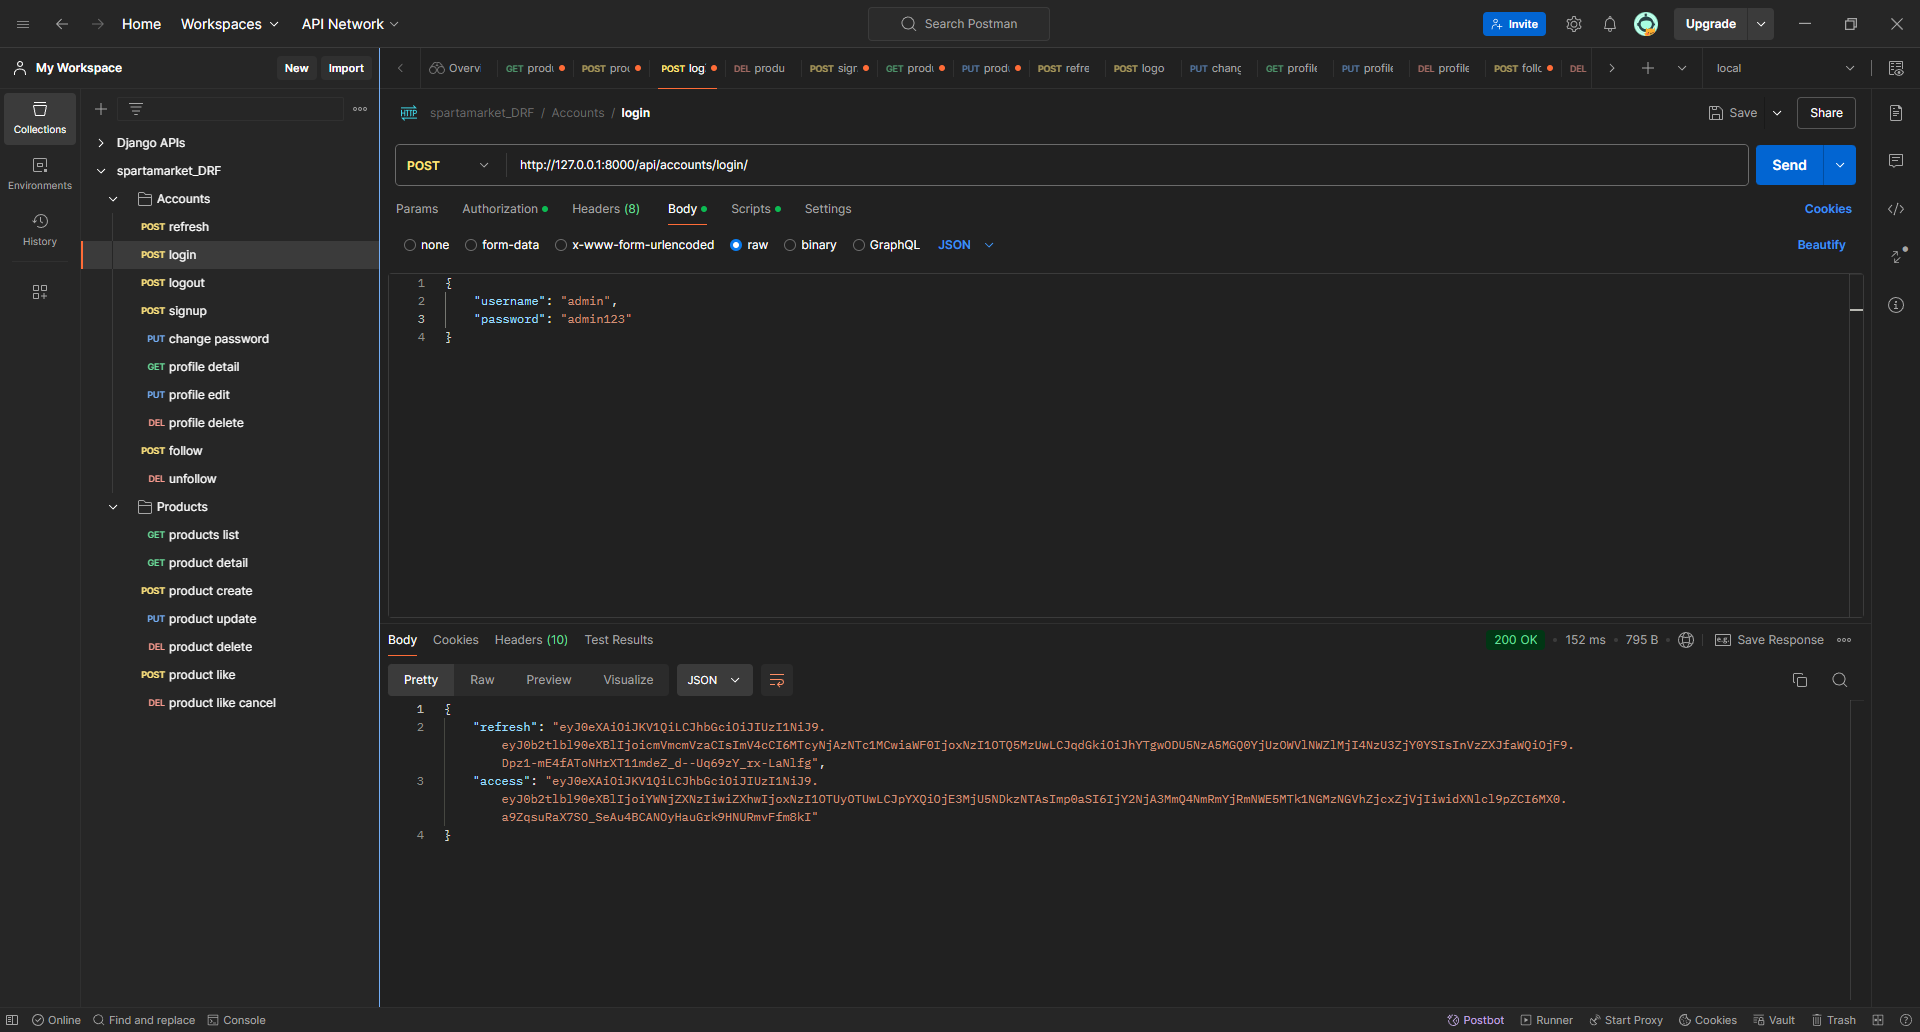 Home Workspaces API Network Search Postman Invite Upgrade
My Workspace New Import
Overvi GET produ POST prod POST log DEL produ POST sign GET produ PUT produ POST refre POST logo PUT chang GET profile PUT profile DEL profile POST follo DEL local
Collections
Environments
History
Django APIs
spartamarket_DRF
Accounts
POST refresh
POST login
POST logout
POST signup
PUT change password
GET profile detail
PUT profile edit
DEL profile delete
POST follow
DEL unfollow
Products
GET products list
GET product detail
POST product create
PUT product update
DEL product delete
POST product like
DEL product like cancel
HTTP spartamarket_DRF / Accounts / login Save Share
POST http://127.0.0.1:8000/api/accounts/login/ Send
Params Authorization Headers (8) Body Scripts Settings Cookies
none form-data x-www-form-urlencoded raw binary GraphQL JSON Beautify
1 {
2 "username": "admin",
3 "password": "admin123"
4 }
Body Cookies Headers (10) Test Results 200 OK 152 ms 795 B e.g. Save Response
Pretty Raw Preview Visualize JSON
1 {
2 "refresh": "eyJ0eXAiOiJKV1QiLCJhbGciOiJIUzI1NiJ9.
eyJ0b2tlbl90eXBlIjoicmVmcmVzaCIsImV4cCI6MTcyNjAzNTc1MCwiaWF0IjoxNzI1OTQ5MzUwLCJqdGkiOiJhYTgwODU5NzA5MGQ0YjUzOWVlNWZlMjI4NzU3ZjY0YSIsInVzZXJfaWQiOjF9.
Dpz1-mE4fAToNHrXT11mdeZ_d--Uq69zY_rx-LaNlfg",
3 "access": "eyJ0eXAiOiJKV1QiLCJhbGciOiJIUzI1NiJ9.
eyJ0b2tlbl90eXBlIjoiYWNjZXNzIiwiZXhwIjoxNzI1OTUyOTUwLCJpYXQiOjE3MjU5NDkzNTAsImp0aSI6IjY2NjA3MmQ4NmRmYjRmNWE5MTk1NGMzNGVhZjcxZjVjIiwidXNlcl9pZCI6MX0.
a9ZqsuRaX7SO_SeAu4BCANOyHauGrk9HNURmvFfm8kI"
4 }
Online Find and replace Console Postbot Runner Start Proxy Cookies Vault Trash